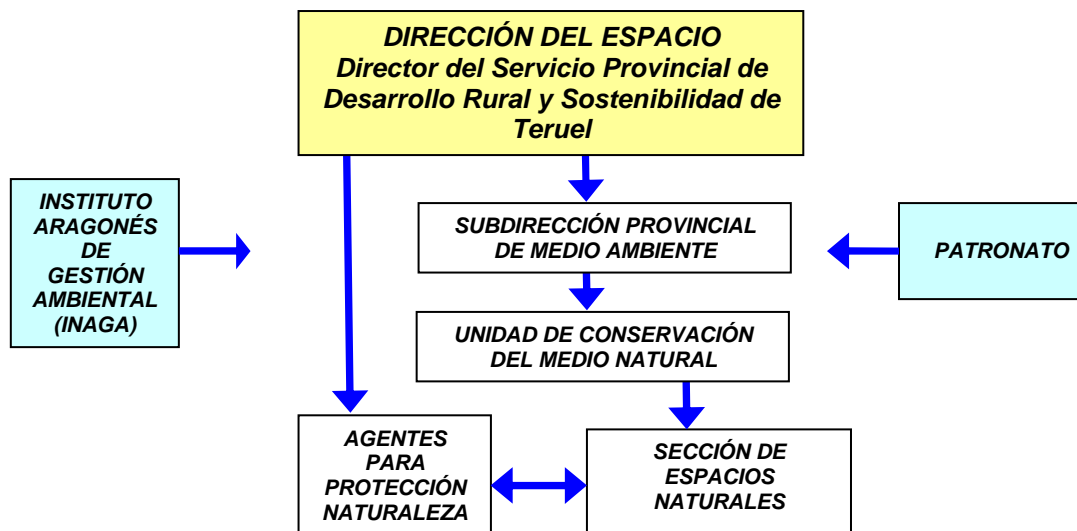 DIRECCIÓN DEL ESPACIO
Director del Servicio Provincial de
Desarrollo Rural y Sostenibilidad de
Teruel
INSTITUTO
ARAGONÉS
DE
GESTIÓN
AMBIENTAL
(INAGA)
SUBDIRECCIÓN PROVINCIAL
DE MEDIO AMBIENTE
PATRONATO
UNIDAD DE CONSERVACIÓN
DEL MEDIO NATURAL
AGENTES
PARA
PROTECCIÓN
NATURALEZA
SECCIÓN DE
ESPACIOS
NATURALES